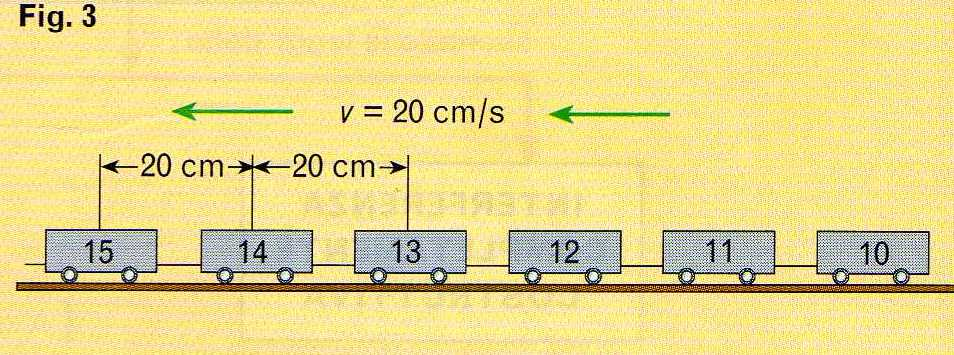 Fig. 3
v = 20 cm/s
20 cm 20 cm
15 14 13 12 11 10